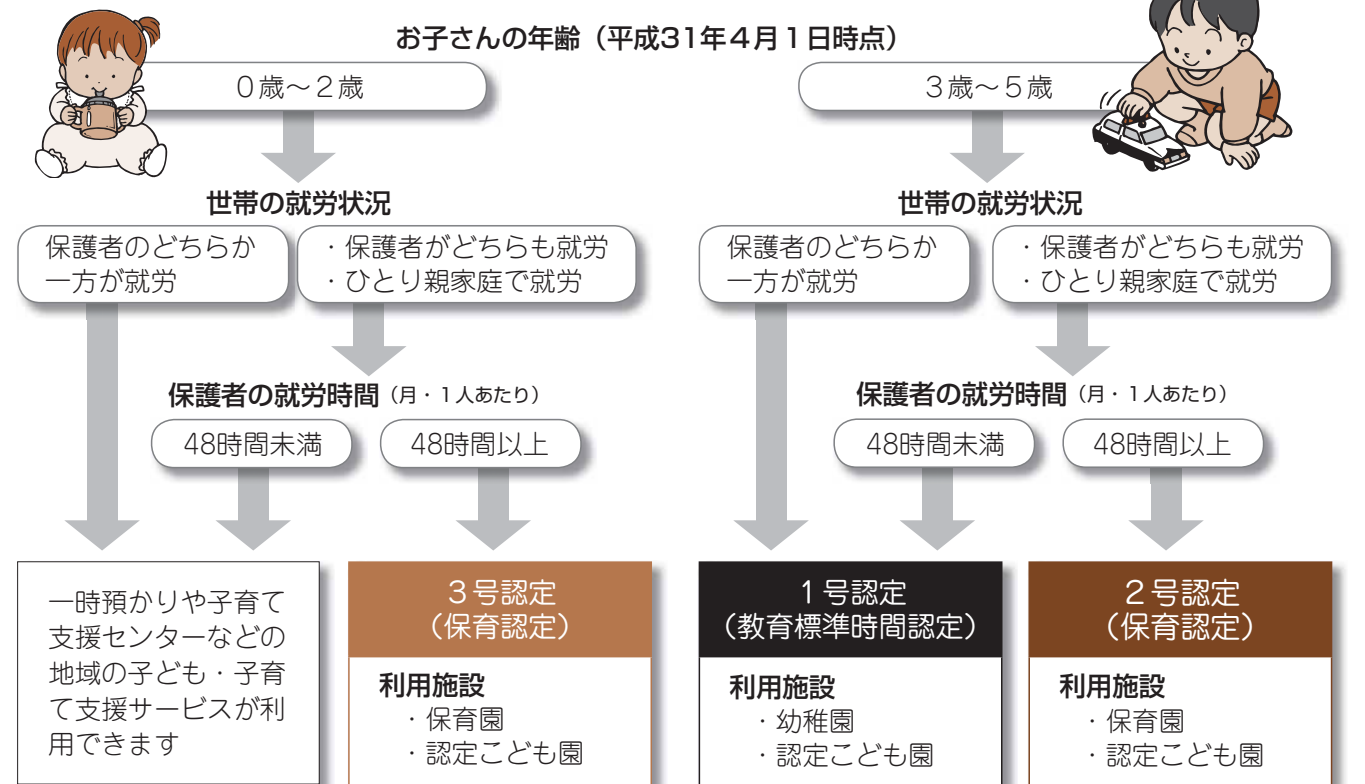 お子さんの年齢（平成31年４月１日時点）
０歳～２歳
３歳～５歳
世帯の就労状況
保護者のどちらか
一方が就労
・保護者がどちらも就労
・ひとり親家庭で就労
保護者の就労時間（月・１人あたり）
48時間未満
48時間以上
世帯の就労状況
保護者のどちらか
一方が就労
・保護者がどちらも就労
・ひとり親家庭で就労
保護者の就労時間（月・１人あたり）
48時間未満
48時間以上
一時預かりや子育て
支援センターなどの
地域の子ども・子育
て支援サービスが利
用できます
３号認定
（保育認定）
利用施設
・保育園
・認定こども園
１号認定
（教育標準時間認定）
利用施設
・幼稚園
・認定こども園
２号認定
（保育認定）
利用施設
・保育園
・認定こども園